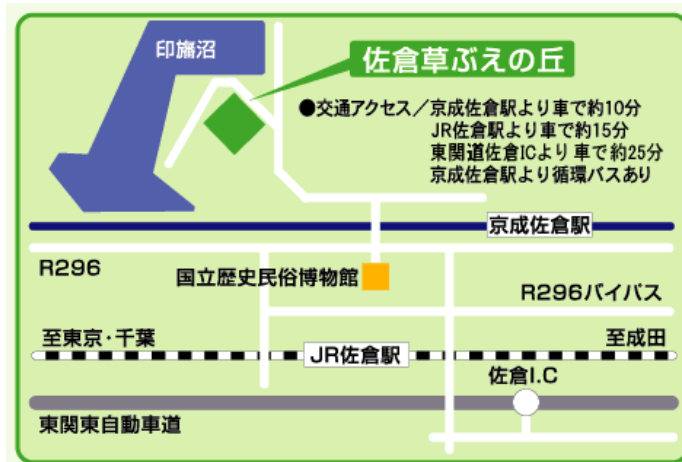 印旛沼
佐倉草ぶえの丘
●交通アクセス/京成佐倉駅より車で約10分
JR佐倉駅より車で約15分
東関道佐倉ICより車で約25分
京成佐倉駅より循環バスあり
京成佐倉駅
R296
国立歴史民俗博物館
R296バイパス
至東京・千葉
至成田
JR佐倉駅
佐倉I.C
東関東自動車道